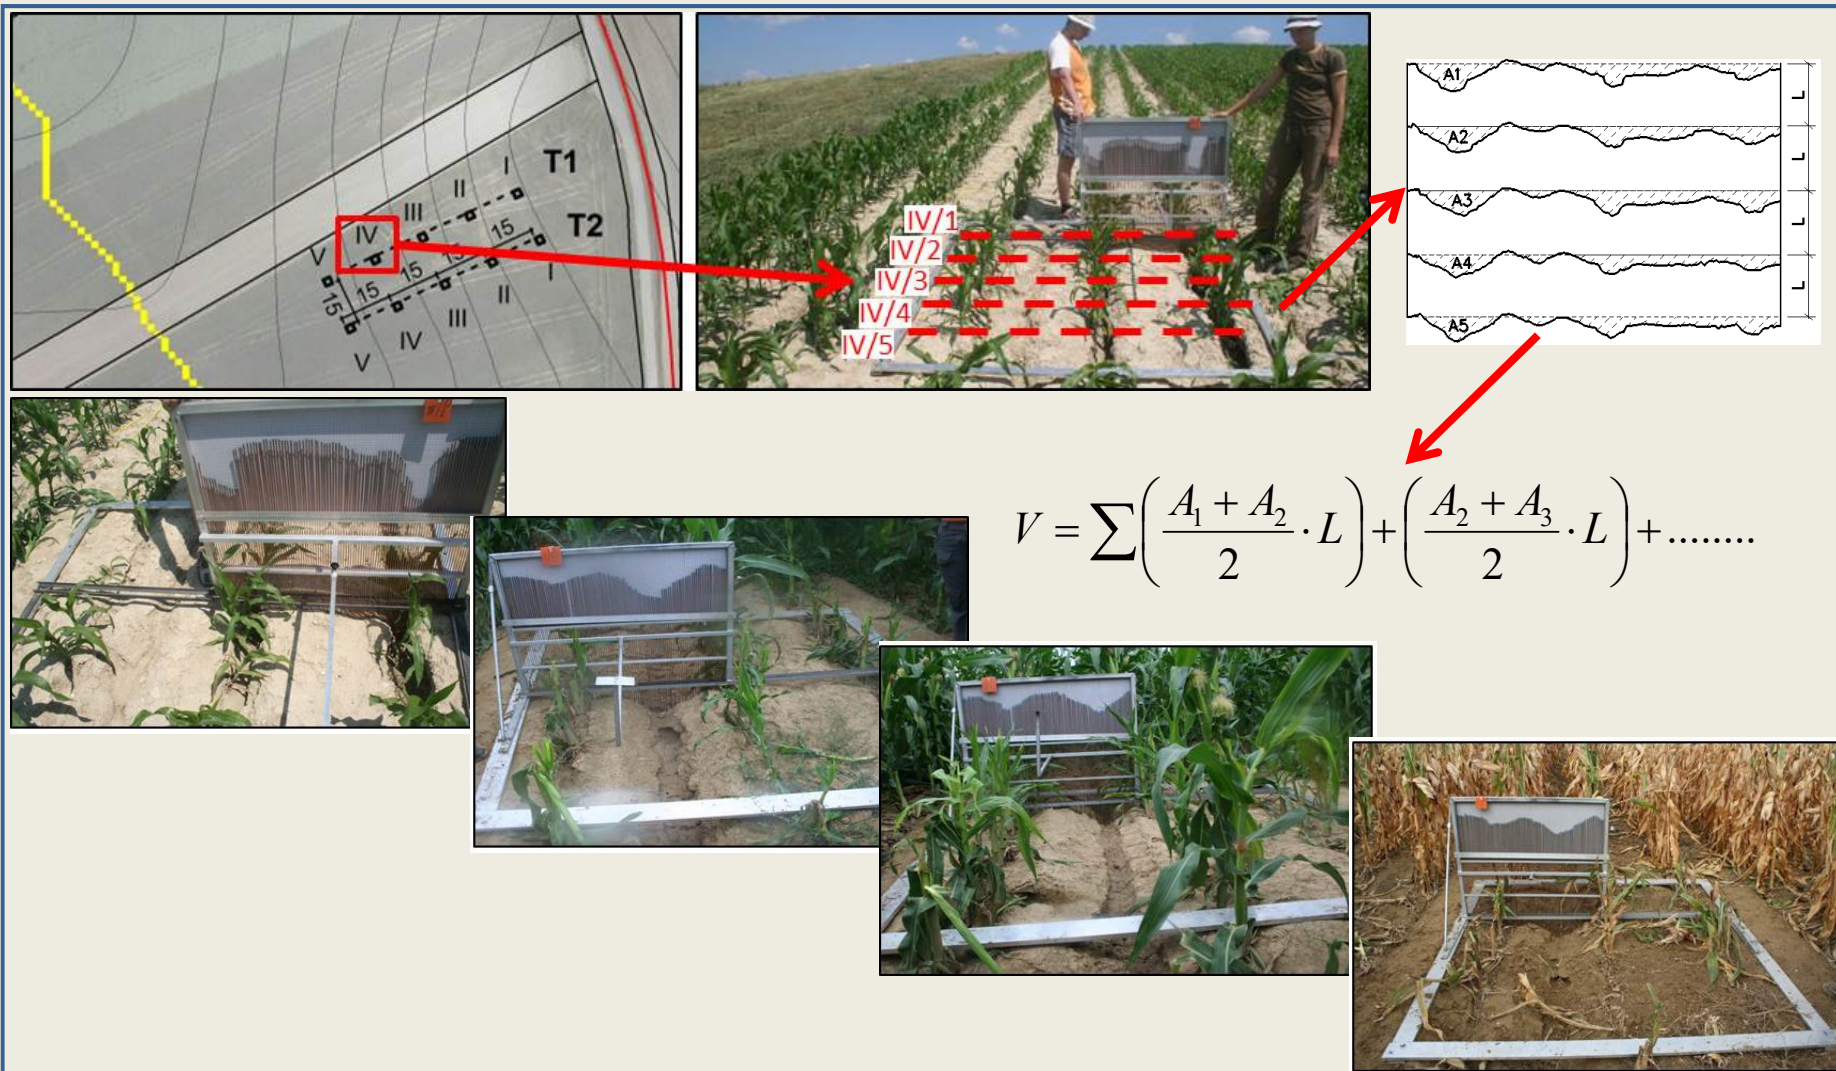 I
T1
II
III
T2
IV
15
V
15
I
15
II
15
15
III
IV
V
IV/1
IV/2
IV/3
IV/4
IV/5
A1
L
A2
L
A3
L
A4
L
A5
V = ∑((A₁ + A₂)/2 · L) + ((A₂ + A₃)/2 · L) + ........